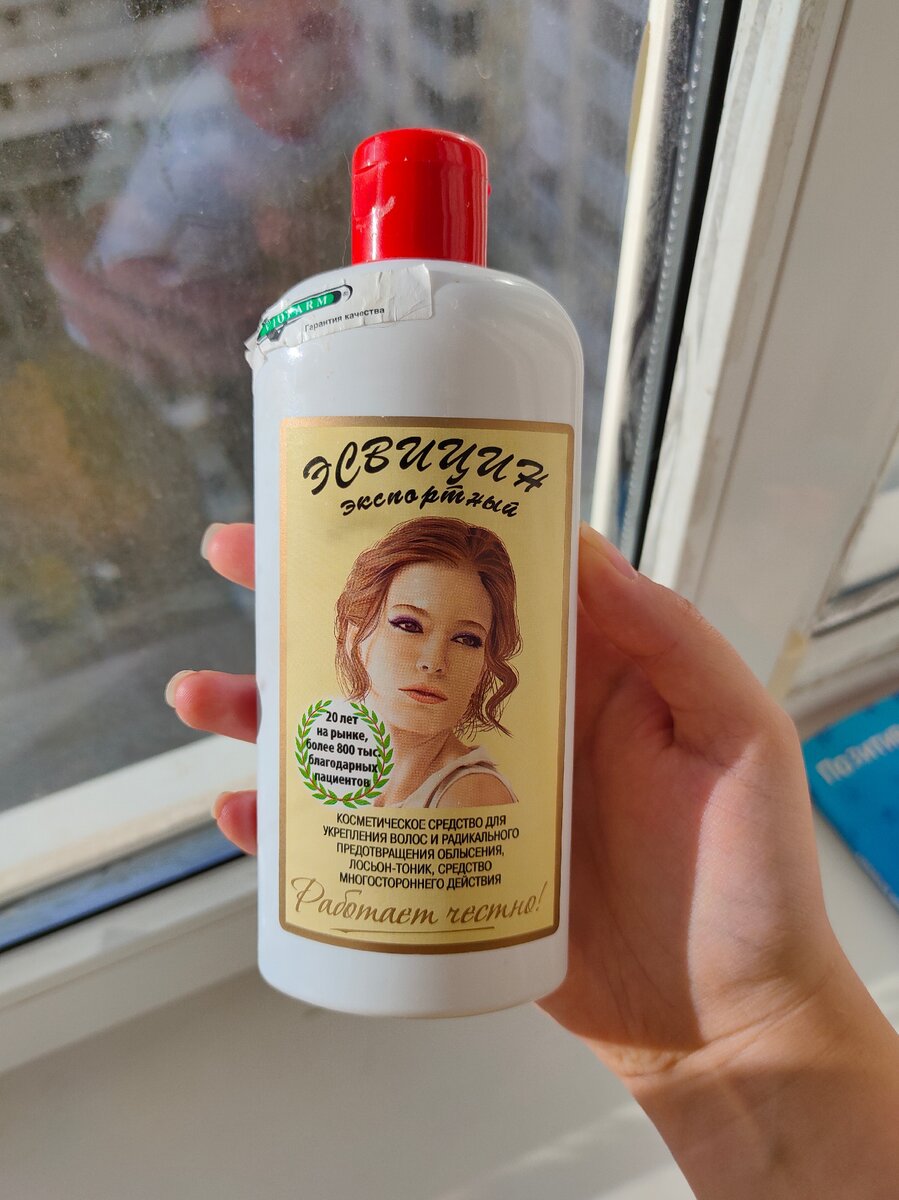 VIOFARM
Гарантия качества
ЭСВИЦИН
экспортный
20 лет
на рынке,
более 800 тыс.
благодарных
пациентов
КОСМЕТИЧЕСКОЕ СРЕДСТВО ДЛЯ
УКРЕПЛЕНИЯ ВОЛОС И РАДИКАЛЬНОГО
ПРЕДОТВРАЩЕНИЯ ОБЛЫСЕНИЯ,
ЛОСЬОН-ТОНИК, СРЕДСТВО
МНОГОСТОРОННЕГО ДЕЙСТВИЯ
Работает честно!